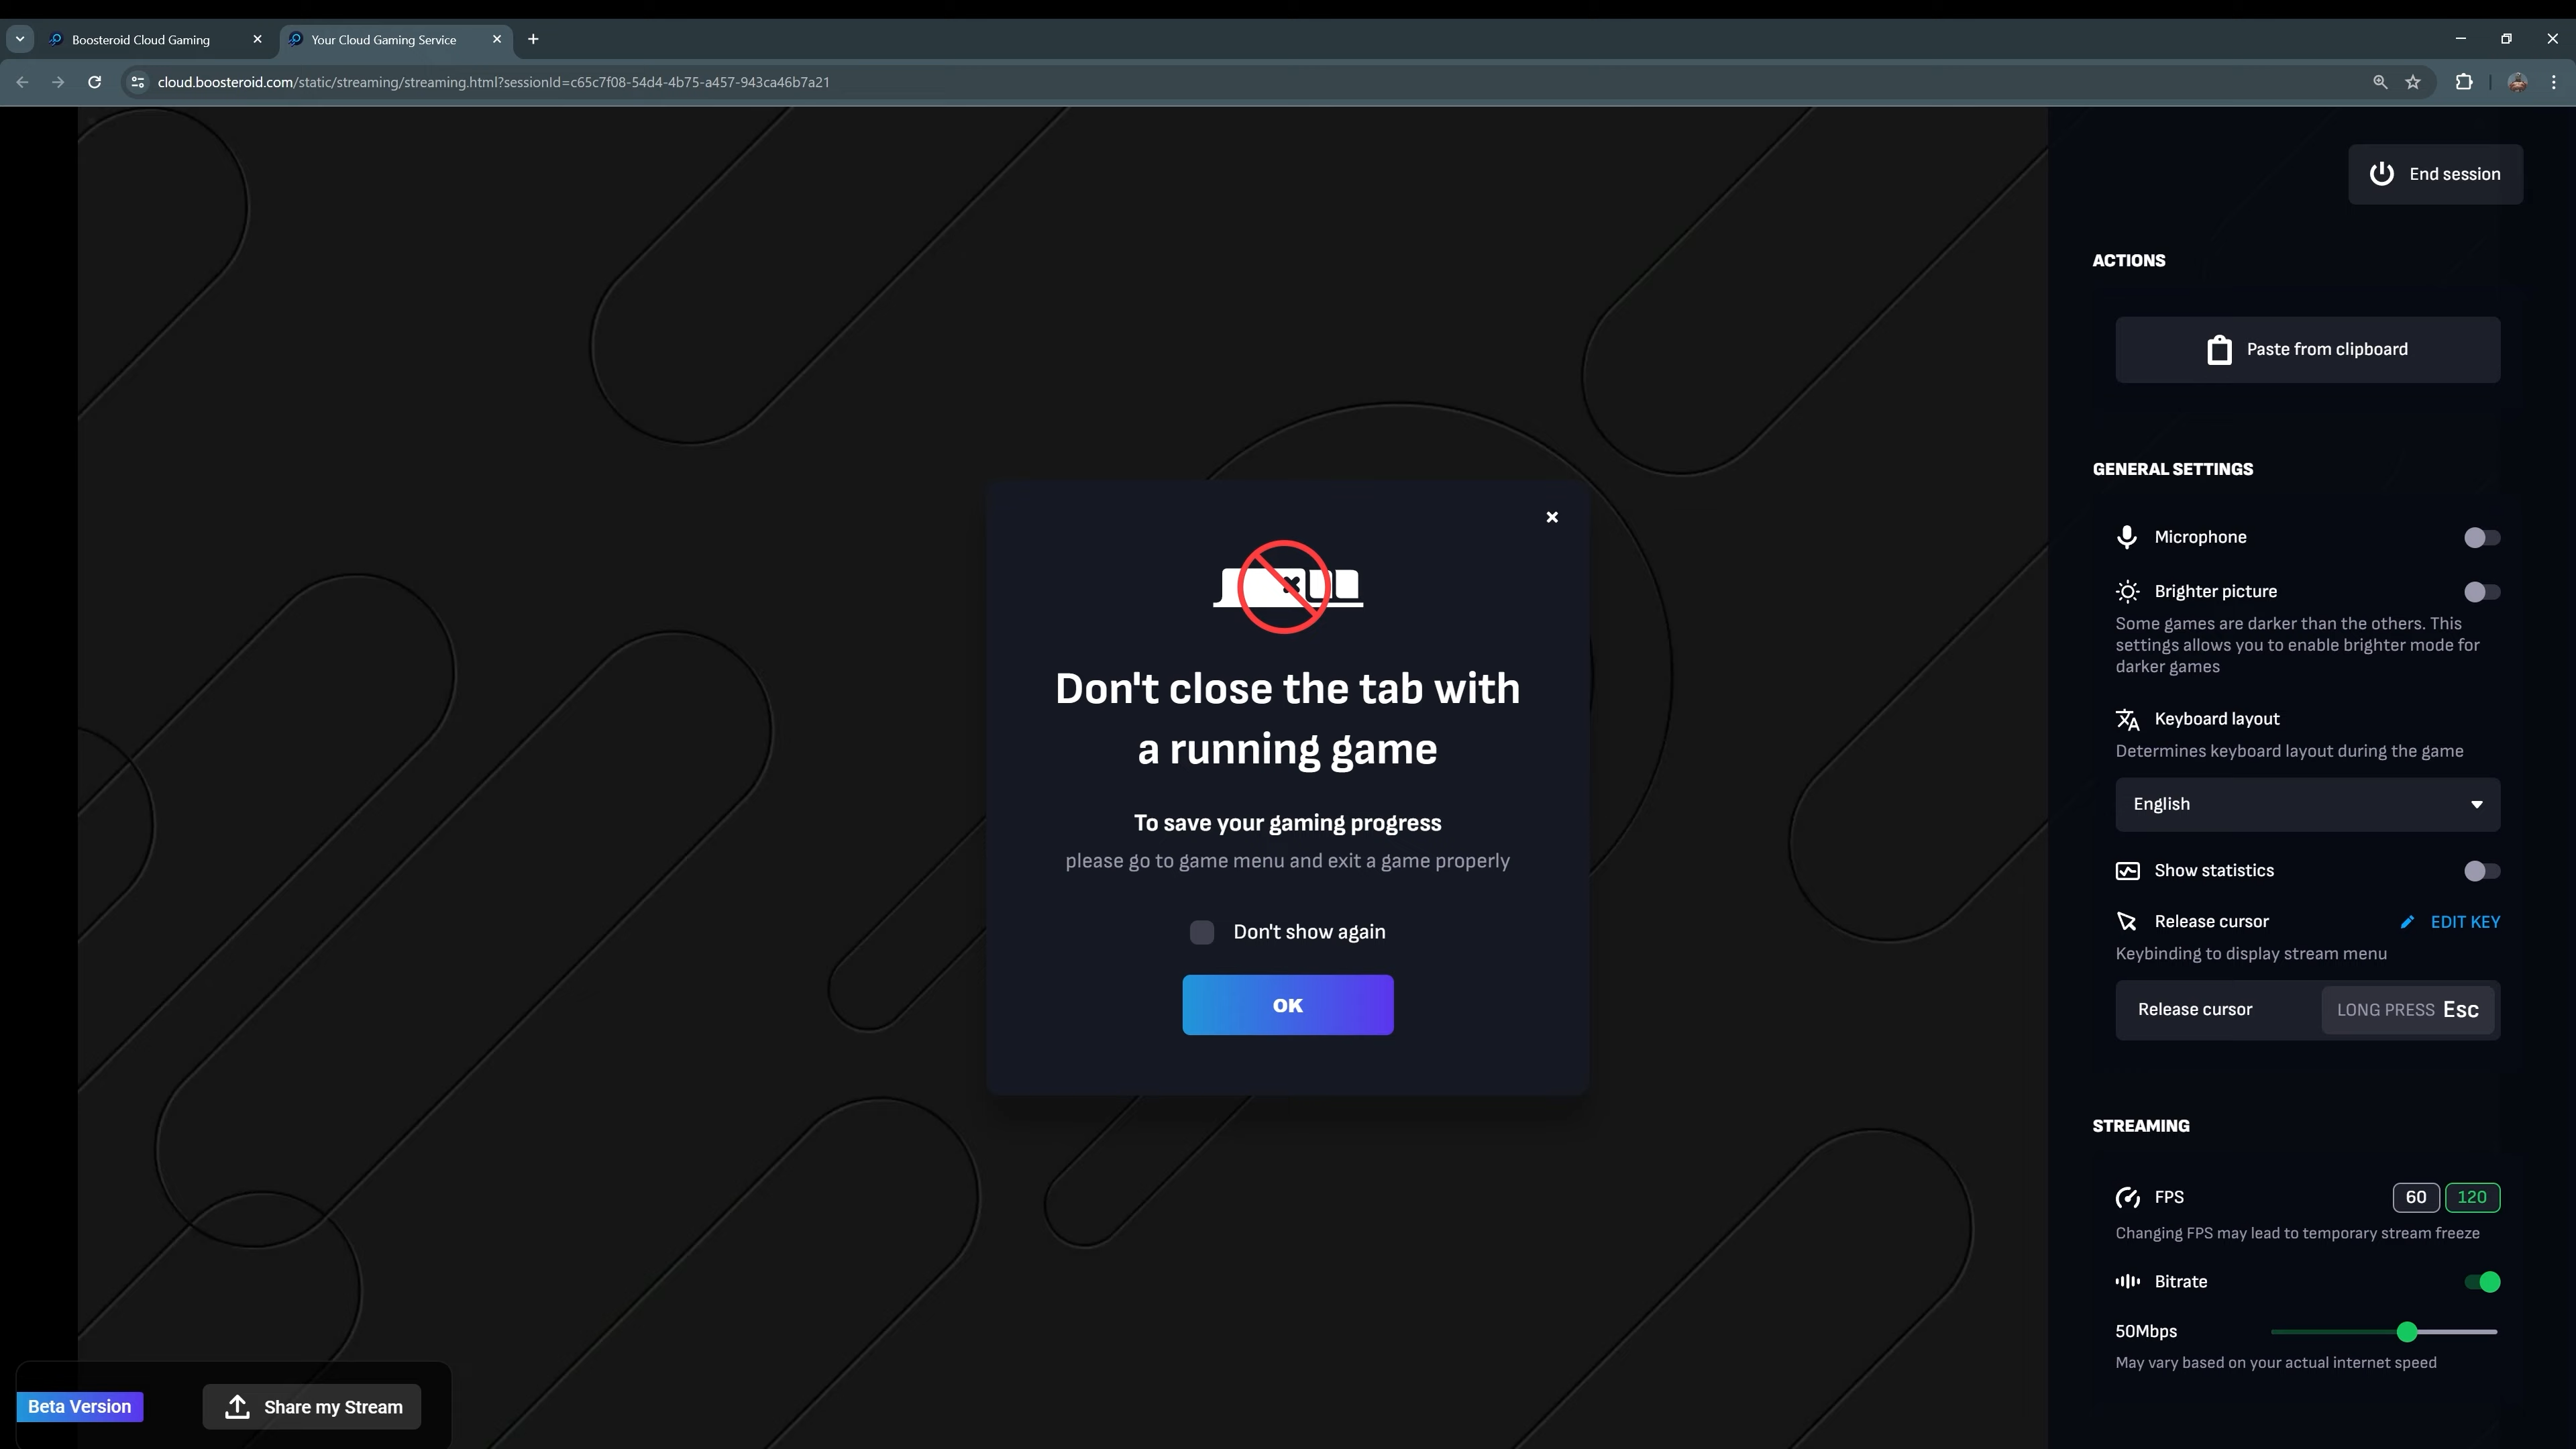 Boosteroid Cloud Gaming
Your Cloud Gaming Service
cloud.boosteroid.com/static/streaming/streaming.html?sessionId=c65c7f08-54d4-4b75-a457-943ca46b7a21
End session
ACTIONS
Paste from clipboard
GENERAL SETTINGS
Microphone
Brighter picture
Some games are darker than the others. This
settings allows you to enable brighter mode for
darker games
Keyboard layout
Determines keyboard layout during the game
English
Show statistics
Release cursor
EDIT KEY
Keybinding to display stream menu
Release cursor
LONG PRESS Esc
STREAMING
FPS
60
120
Changing FPS may lead to temporary stream freeze
Bitrate
50Mbps
May vary based on your actual internet speed
Don't close the tab with
a running game
To save your gaming progress
please go to game menu and exit a game properly
Don't show again
OK
Beta Version
Share my Stream